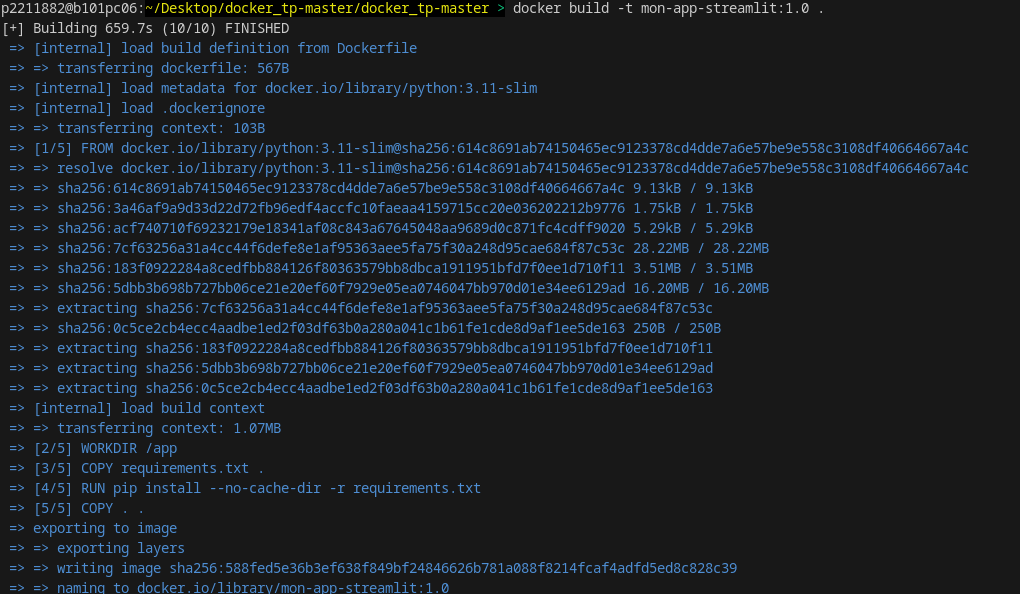 p2211882@b101pc06:~/Desktop/docker_tp-master/docker_tp-master > docker build -t mon-app-streamlit:1.0 .
[+] Building 659.7s (10/10) FINISHED
=> [internal] load build definition from Dockerfile
=> => transferring dockerfile: 567B
=> [internal] load metadata for docker.io/library/python:3.11-slim
=> [internal] load .dockerignore
=> => transferring context: 103B
=> [1/5] FROM docker.io/library/python:3.11-slim@sha256:614c8691ab74150465ec9123378cd4dde7a6e57be9e558c3108df40664667a4c
=> => resolve docker.io/library/python:3.11-slim@sha256:614c8691ab74150465ec9123378cd4dde7a6e57be9e558c3108df40664667a4c
=> => sha256:614c8691ab74150465ec9123378cd4dde7a6e57be9e558c3108df40664667a4c 9.13kB / 9.13kB
=> => sha256:3a46af9a9d33d22d72fb96edf4accfc10faeaa4159715cc20e036202212b9776 1.75kB / 1.75kB
=> => sha256:acf740710f69232179e18341af08c843a67645048aa9689d0c871fc4cdff9020 5.29kB / 5.29kB
=> => sha256:7cf63256a31a4cc44f6defe8e1af95363aee5fa75f30a248d95cae684f87c53c 28.22MB / 28.22MB
=> => sha256:183f0922284a8cedfbb884126f80363579bb8dbca1911951bfd7f0ee1d710f11 3.51MB / 3.51MB
=> => sha256:5dbb3b698b727bb06ce21e20ef60f7929e05ea0746047bb970d01e34ee6129ad 16.20MB / 16.20MB
=> => extracting sha256:7cf63256a31a4cc44f6defe8e1af95363aee5fa75f30a248d95cae684f87c53c
=> => sha256:0c5ce2cb4ecc4aadbe1ed2f03df63b0a280a041c1b61fe1cde8d9af1ee5de163 250B / 250B
=> => extracting sha256:183f0922284a8cedfbb884126f80363579bb8dbca1911951bfd7f0ee1d710f11
=> => extracting sha256:5dbb3b698b727bb06ce21e20ef60f7929e05ea0746047bb970d01e34ee6129ad
=> => extracting sha256:0c5ce2cb4ecc4aadbe1ed2f03df63b0a280a041c1b61fe1cde8d9af1ee5de163
=> [internal] load build context
=> => transferring context: 1.07MB
=> [2/5] WORKDIR /app
=> [3/5] COPY requirements.txt .
=> [4/5] RUN pip install --no-cache-dir -r requirements.txt
=> [5/5] COPY . .
=> exporting to image
=> => exporting layers
=> => writing image sha256:588fed5e36b3ef638f849bf24846626b781a088f8214fcaf4adfd5ed8c828c39
=> => naming to docker.io/library/mon-app-streamlit:1.0